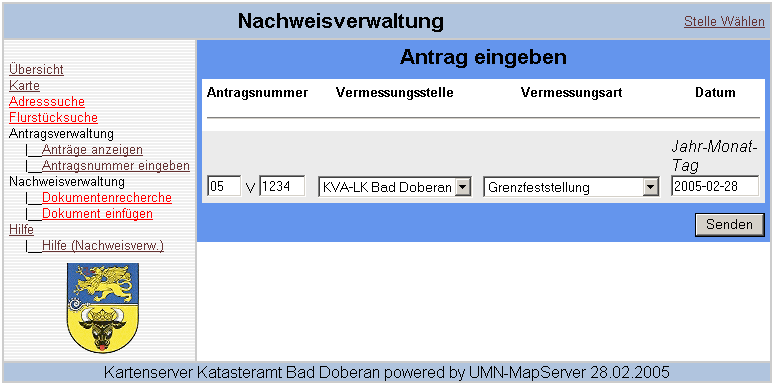 Nachweisverwaltung
Stelle Wählen
Übersicht
Karte
Adresssuche
Flurstücksuche
Antragsverwaltung
|__Anträge anzeigen
|__Antragsnummer eingeben
Nachweisverwaltung
|__Dokumentenrecherche
|__Dokument einfügen
Hilfe
|__Hilfe (Nachweisverw.)
Antrag eingeben
Antragsnummer Vermessungsstelle Vermessungsart Datum
Jahr-Monat-
Tag
05 \/ 1234 KVA-LK Bad Doberan Grenzfeststellung 2005-02-28
Senden
Kartenserver Katasteramt Bad Doberan powered by UMN-MapServer 28.02.2005